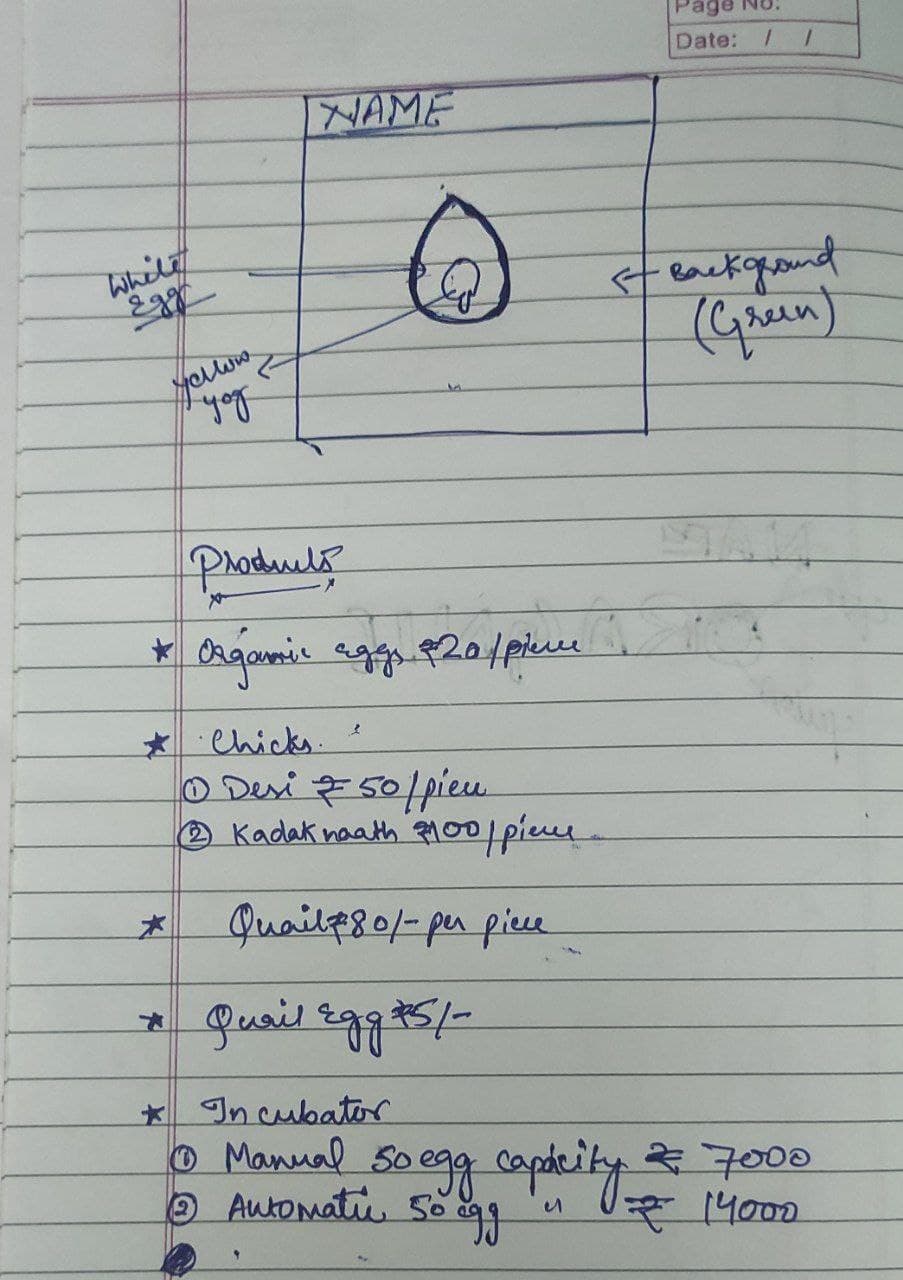 Page No.
Date: / /
NAME
White
Egg
Background
(Green)
yellow
yog
Products
★ Organic eggs ₹20/piece
★ Chicks.
① Desi ₹ 50/piece
② Kadaknaath ₹100/piece
★ Quail ₹80/- per piece
★ Quail Egg ₹5/-
★ Incubator
① Manual 50 egg capacity ₹ 7000
② Automatic 50 egg " ₹ 14000